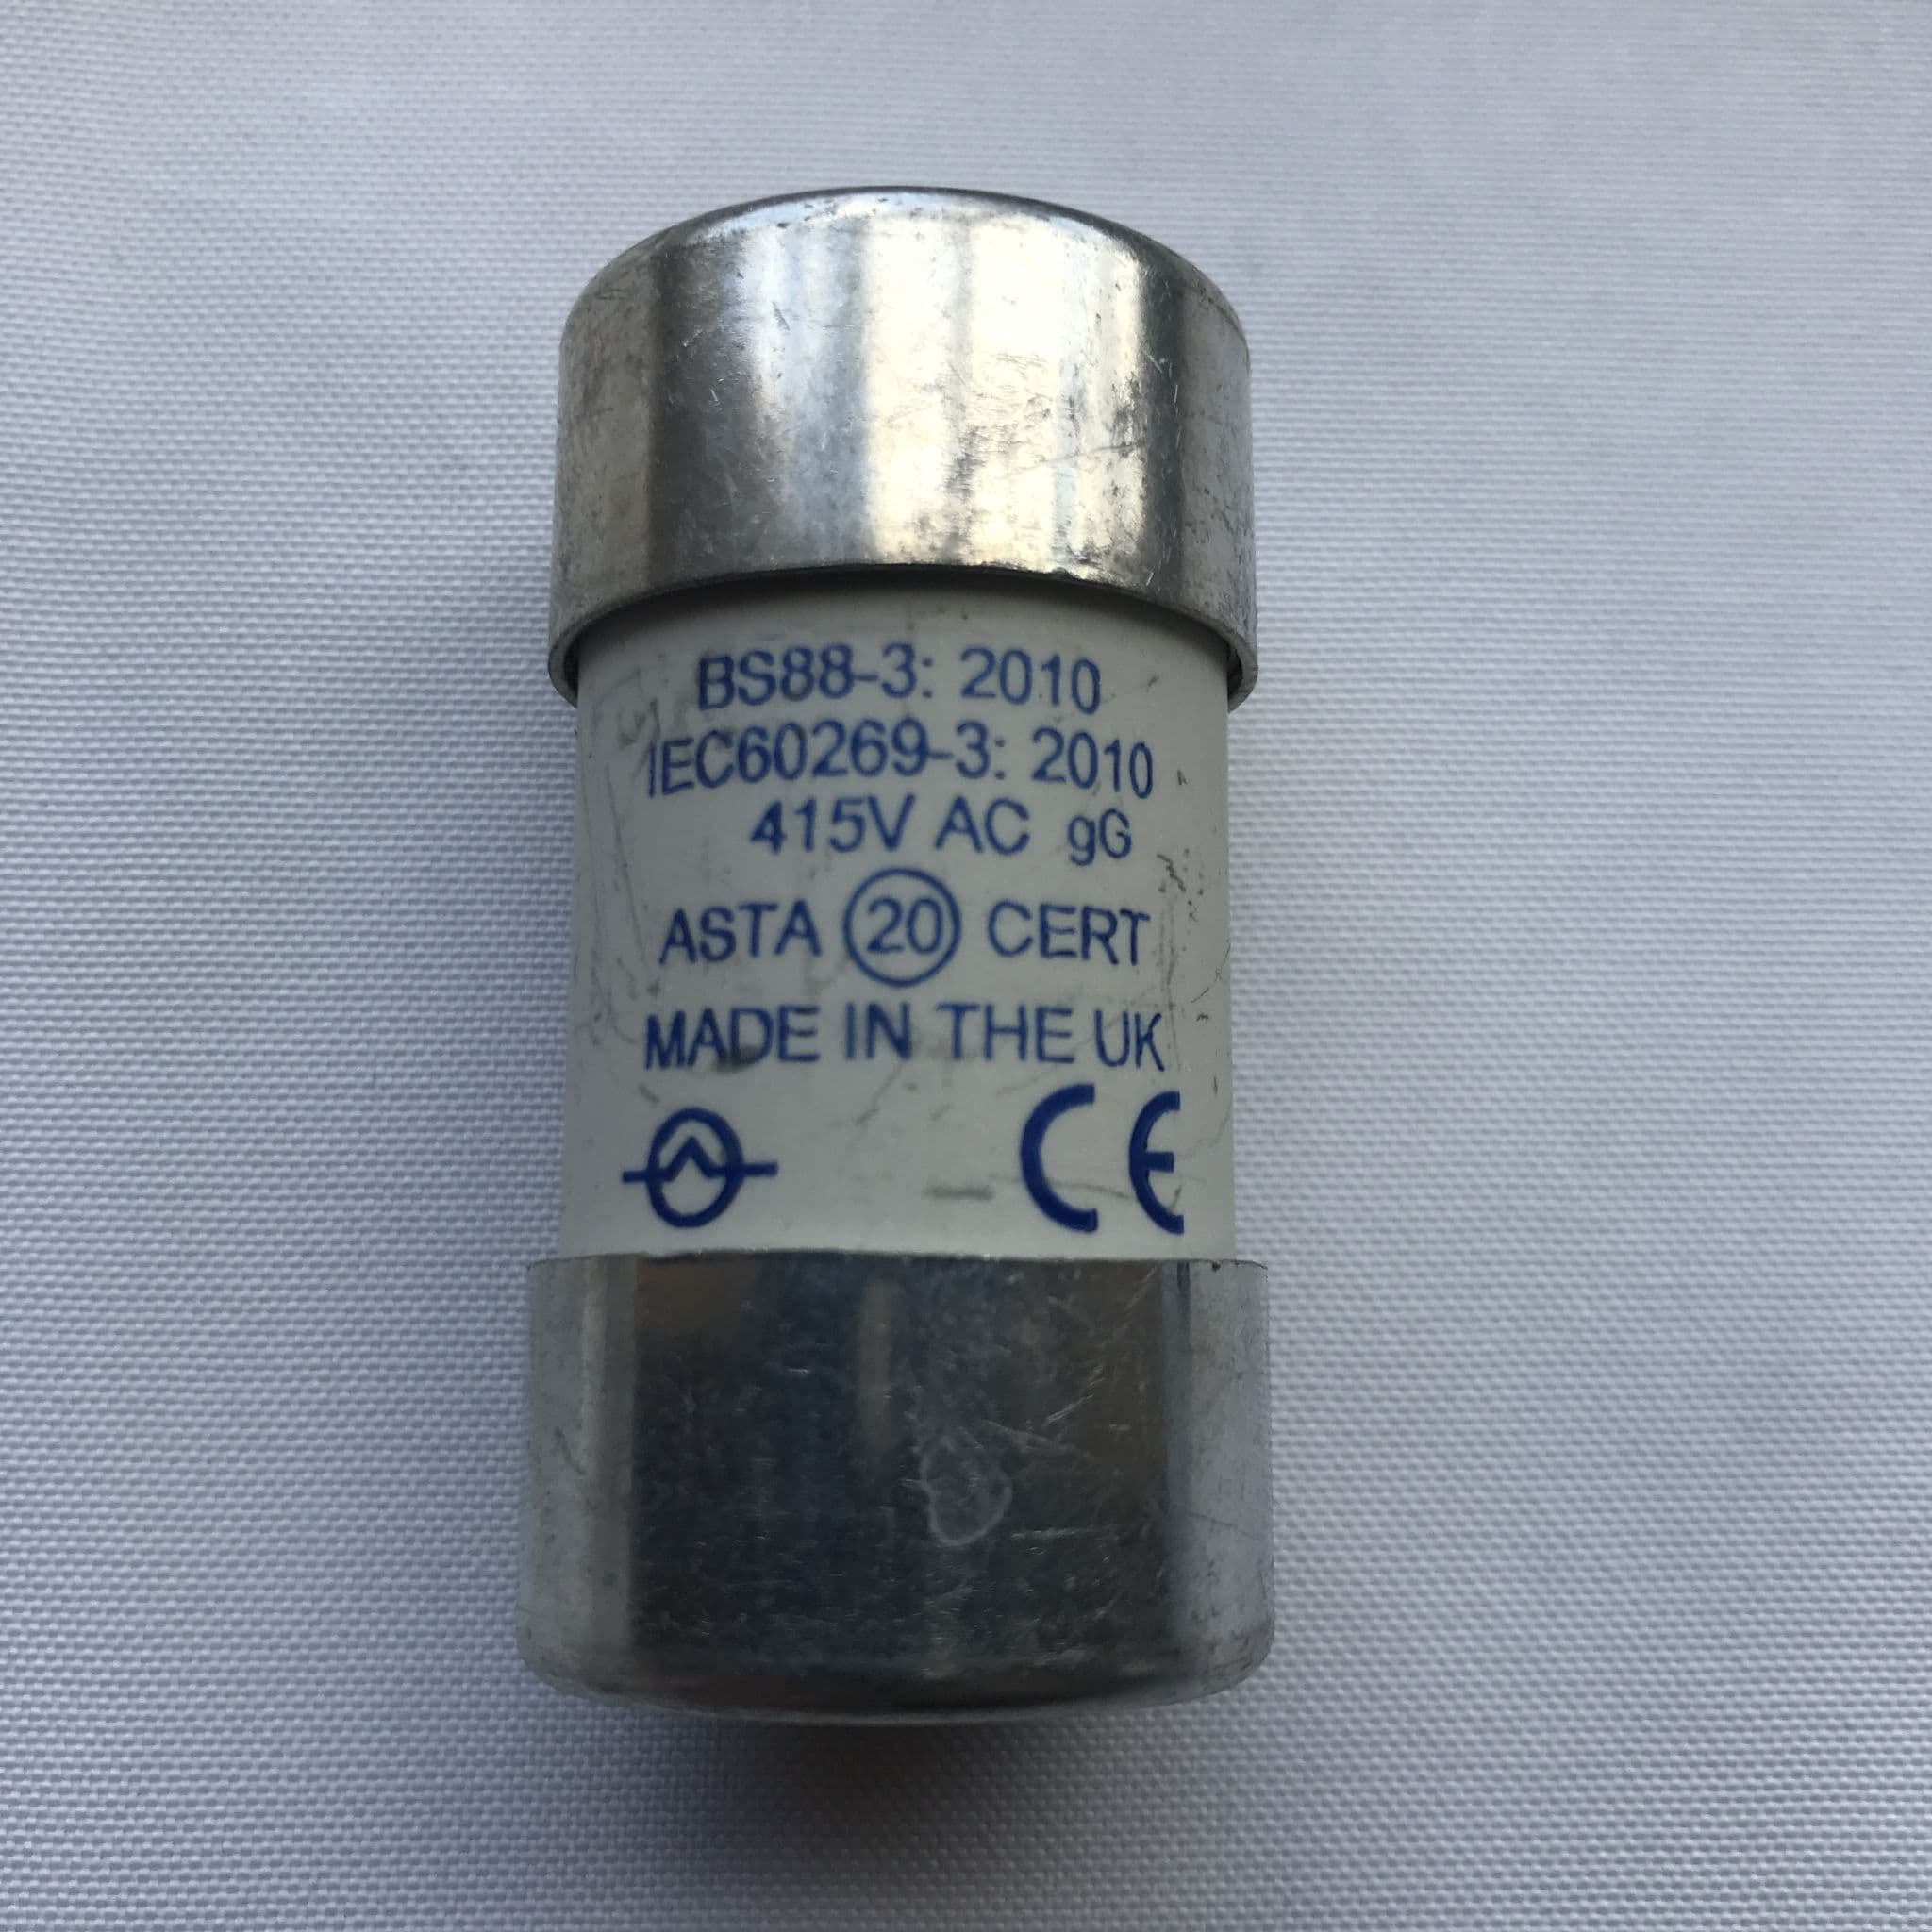 BS88-3: 2010
IEC60269-3: 2010
415V AC gG
ASTA 20 CERT
MADE IN THE UK
CE